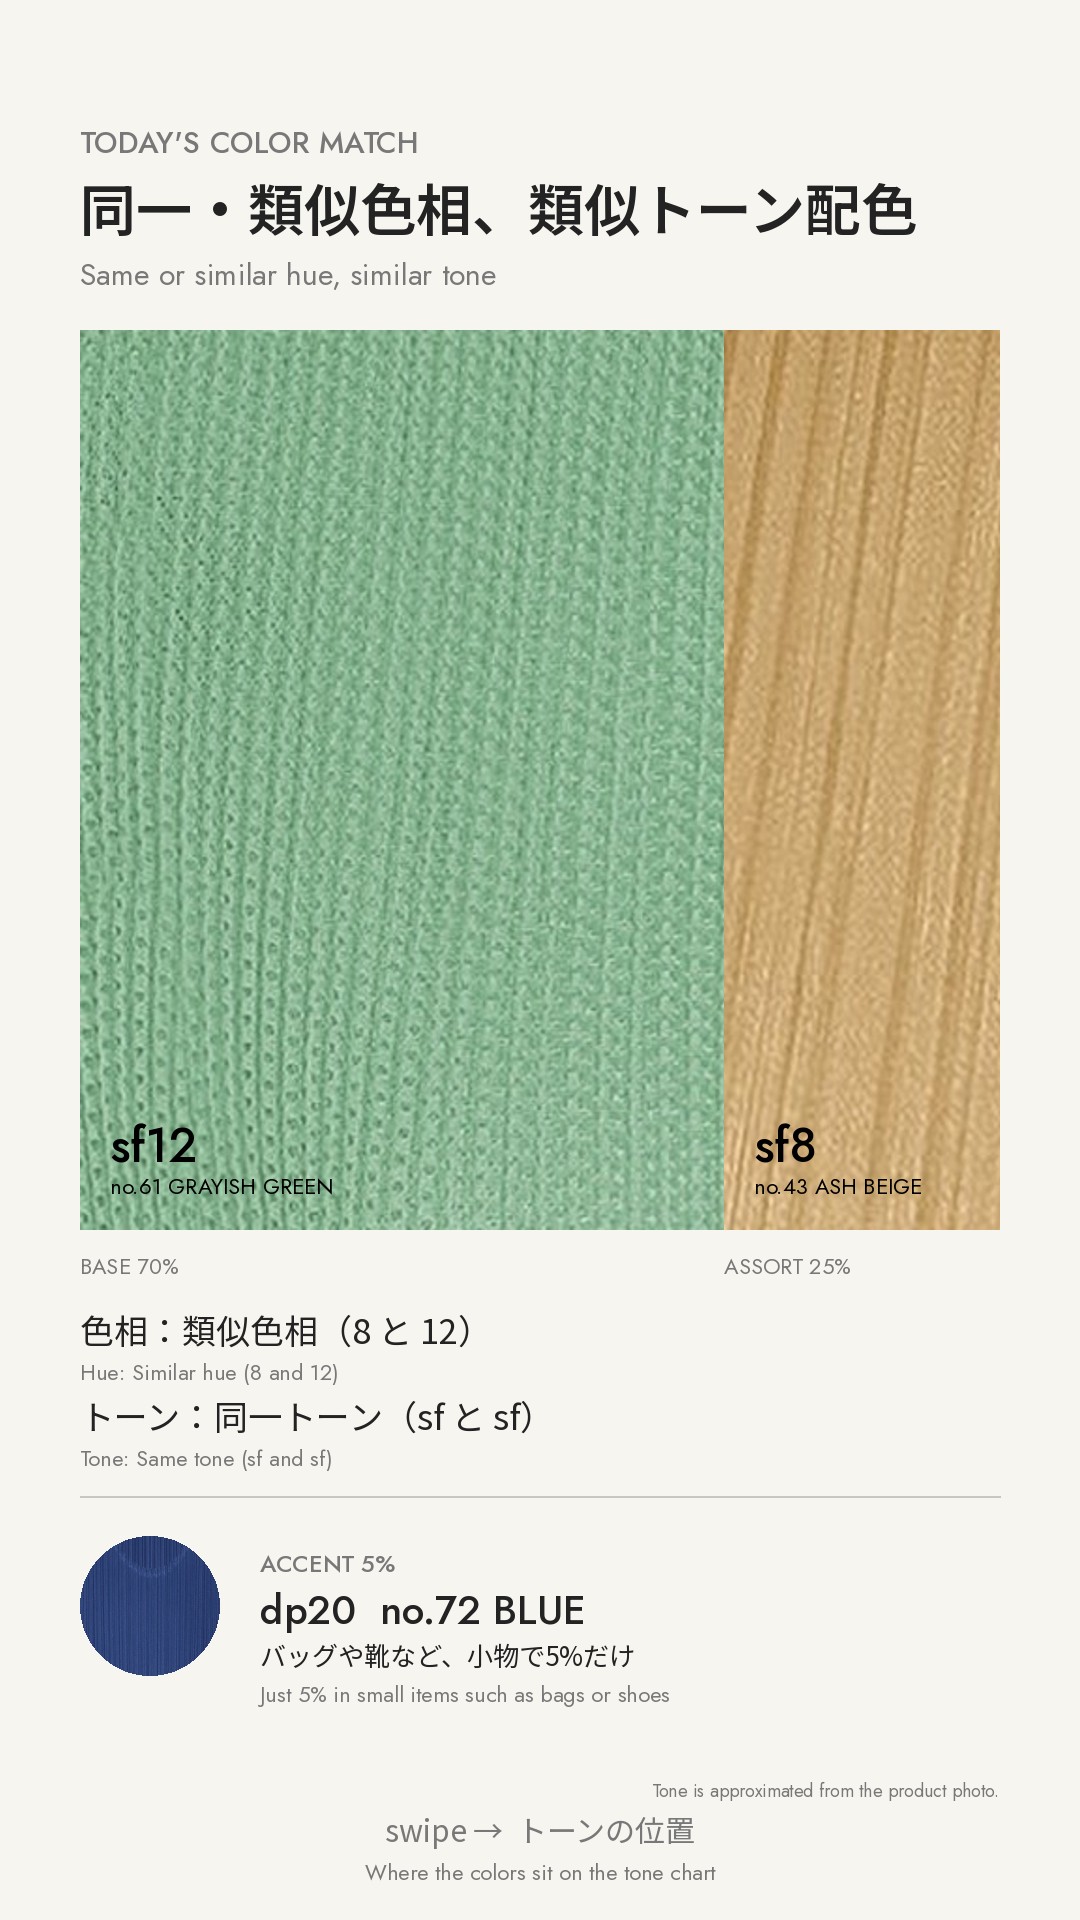 TODAY'S COLOR MATCH
同一・類似色相、類似トーン配色
Same or similar hue, similar tone
sf12
no.61 GRAYISH GREEN
sf8
no.43 ASH BEIGE
BASE 70%
ASSORT 25%
色相：類似色相（8 と 12）
Hue: Similar hue (8 and 12)
トーン：同一トーン（sf と sf）
Tone: Same tone (sf and sf)
ACCENT 5%
dp20 no.72 BLUE
バッグや靴など、小物で5%だけ
Just 5% in small items such as bags or shoes
Tone is approximated from the product photo.
swipe → トーンの位置
Where the colors sit on the tone chart